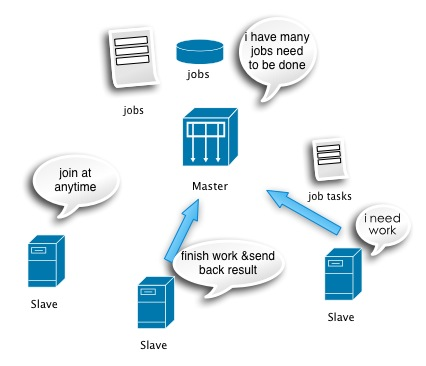 i have many
jobs need
to be done
jobs
jobs
Master
job tasks
join at
anytime
i need
work
finish work &send
back result
Slave
Slave
Slave